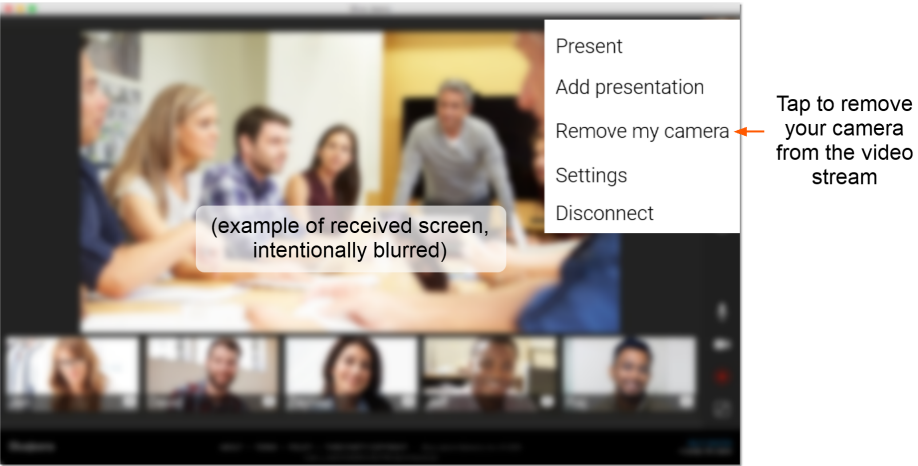 Present
Add presentation
Remove my camera
Settings
Disconnect
Tap to remove
your camera
from the video
stream
(example of received screen,
intentionally blurred)